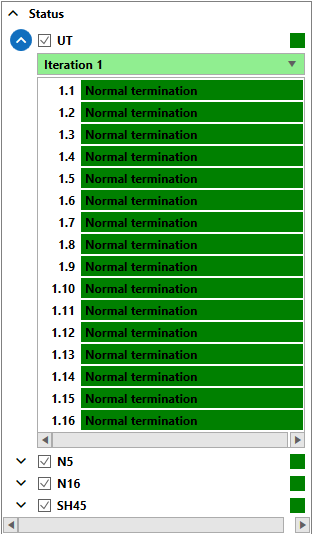 Status
UT
Iteration 1
1.1 Normal termination
1.2 Normal termination
1.3 Normal termination
1.4 Normal termination
1.5 Normal termination
1.6 Normal termination
1.7 Normal termination
1.8 Normal termination
1.9 Normal termination
1.10 Normal termination
1.11 Normal termination
1.12 Normal termination
1.13 Normal termination
1.14 Normal termination
1.15 Normal termination
1.16 Normal termination
N5
N16
SH45